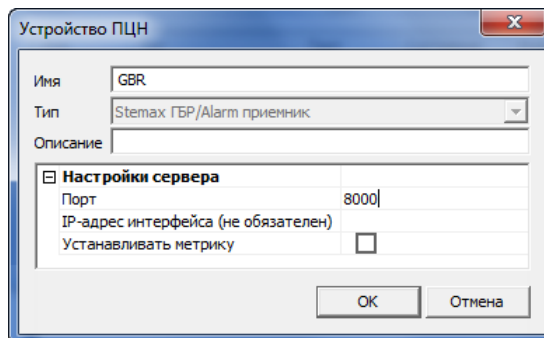 Устройство ПЦН
Имя GBR
Тип Stemax ГБР/Alarm приемник
Описание
Настройки сервера
Порт 8000
IP-адрес интерфейса (не обязателен)
Устанавливать метрику
OK Отмена